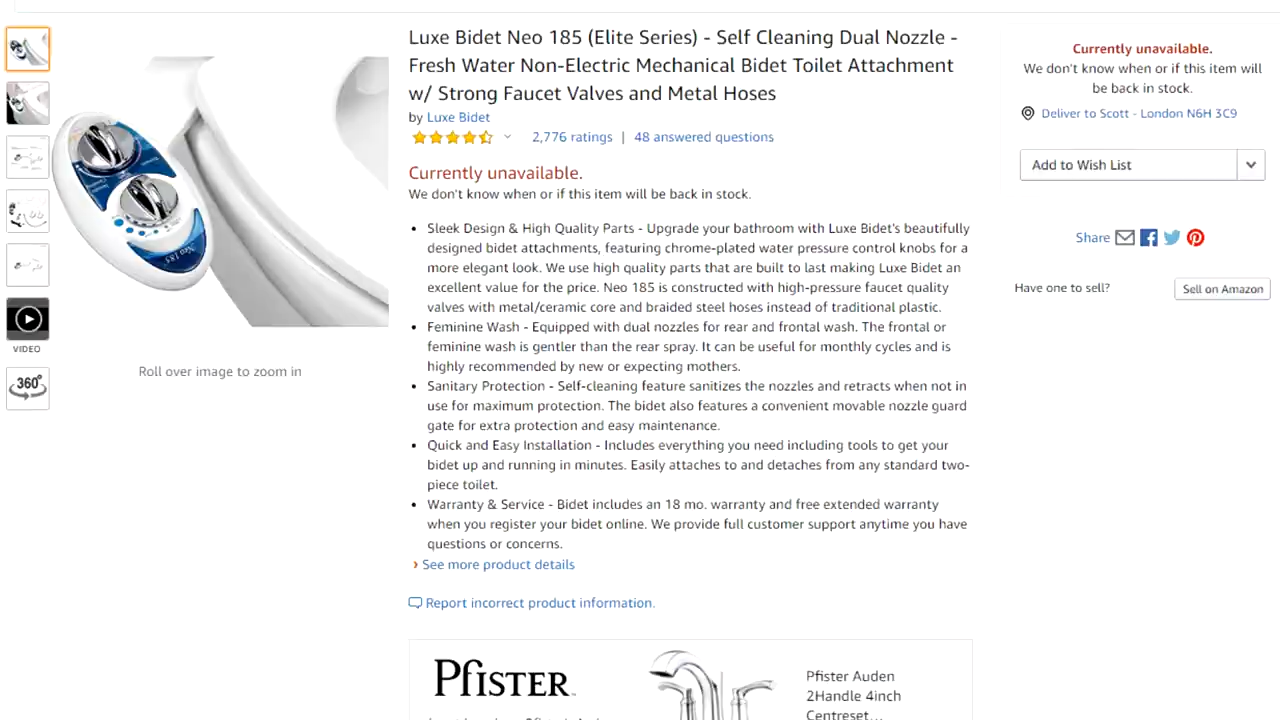 Luxe Bidet Neo 185 (Elite Series) - Self Cleaning Dual Nozzle -
Fresh Water Non-Electric Mechanical Bidet Toilet Attachment
w/ Strong Faucet Valves and Metal Hoses
by Luxe Bidet
2,776 ratings | 48 answered questions
Currently unavailable.
We don't know when or if this item will be back in stock.
• Sleek Design & High Quality Parts - Upgrade your bathroom with Luxe Bidet's beautifully
designed bidet attachments, featuring chrome-plated water pressure control knobs for a
more elegant look. We use high quality parts that are built to last making Luxe Bidet an
excellent value for the price. Neo 185 is constructed with high-pressure faucet quality
valves with metal/ceramic core and braided steel hoses instead of traditional plastic.
• Feminine Wash - Equipped with dual nozzles for rear and frontal wash. The frontal or
feminine wash is gentler than the rear spray. It can be useful for monthly cycles and is
highly recommended by new or expecting mothers.
• Sanitary Protection - Self-cleaning feature sanitizes the nozzles and retracts when not in
use for maximum protection. The bidet also features a convenient movable nozzle guard
gate for extra protection and easy maintenance.
• Quick and Easy Installation - Includes everything you need including tools to get your
bidet up and running in minutes. Easily attaches to and detaches from any standard two-
piece toilet.
• Warranty & Service - Bidet includes an 18 mo. warranty and free extended warranty
when you register your bidet online. We provide full customer support anytime you have
questions or concerns.
› See more product details
Report incorrect product information.
Neo 185
VIDEO
360°
Roll over image to zoom in
Currently unavailable.
We don't know when or if this item will
be back in stock.
Deliver to Scott - London N6H 3C9
Add to Wish List
Share
Have one to sell?
Sell on Amazon
PFISTER
Pfister Auden
2Handle 4inch
Centreset...